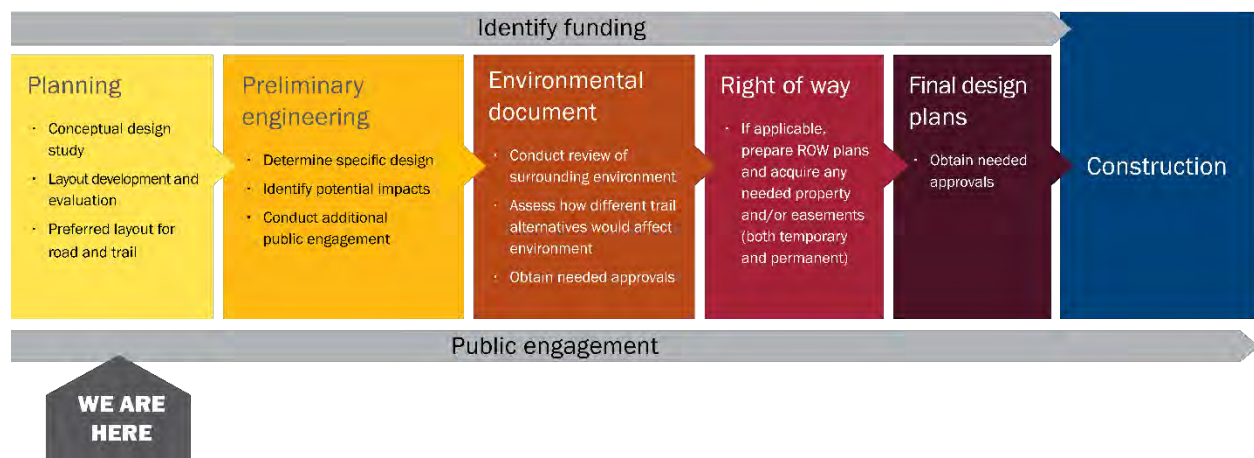 Identify funding
Planning
· Conceptual design
study
· Layout development and
evaluation
· Preferred layout for
road and trail
Preliminary
engineering
· Determine specific design
· Identify potential impacts
· Conduct additional
public engagement
Environmental
document
· Conduct review of
surrounding environment
· Assess how different trail
alternatives would affect
environment
· Obtain needed approvals
Right of way
· If applicable,
prepare ROW plans
and acquire any
needed property
and/or easements
(both temporary
and permanent)
Final design
plans
· Obtain needed
approvals
Construction
Public engagement
WE ARE
HERE